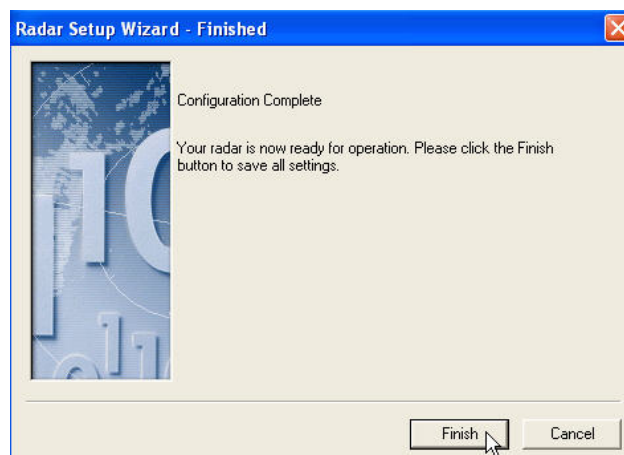 Radar Setup Wizard - Finished
Configuration Complete
Your radar is now ready for operation. Please click the Finish
button to save all settings.
Finish
Cancel